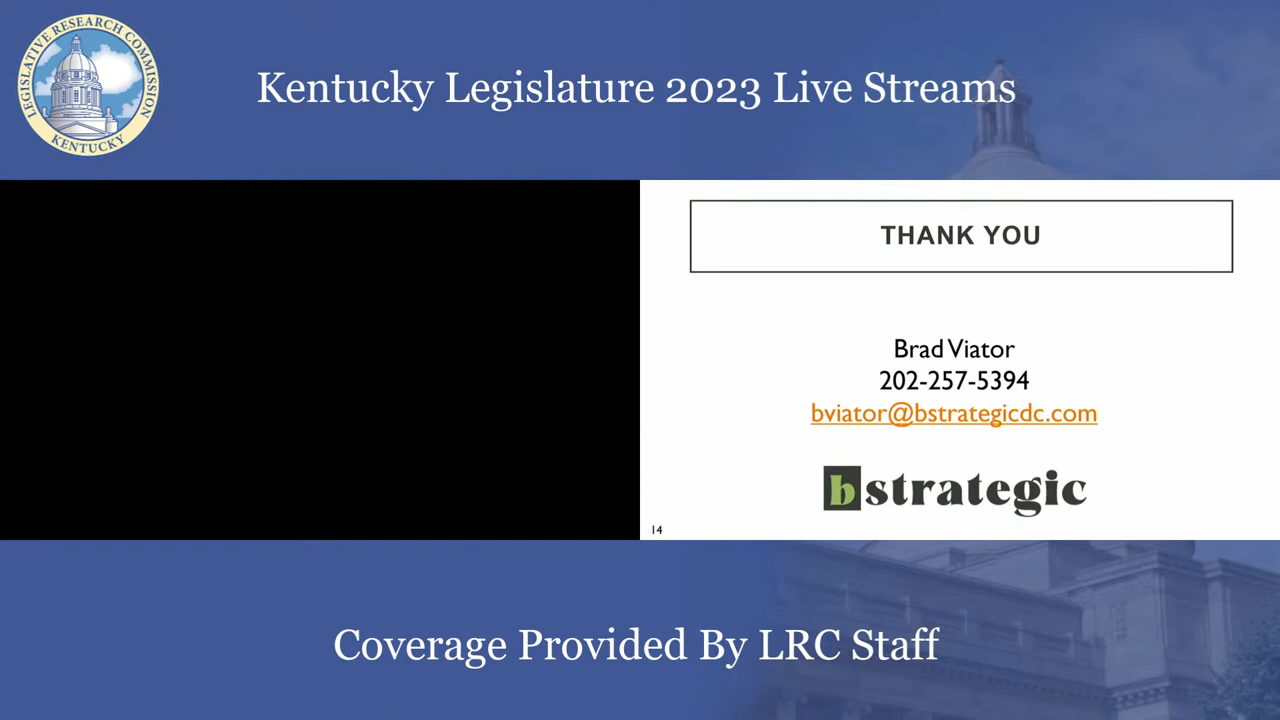 LEGISLATIVE RESEARCH COMMISSION
KENTUCKY
Kentucky Legislature 2023 Live Streams
THANK YOU
Brad Viator
202-257-5394
bviator@bstrategicdc.com
bstrategic
14
Coverage Provided By LRC Staff